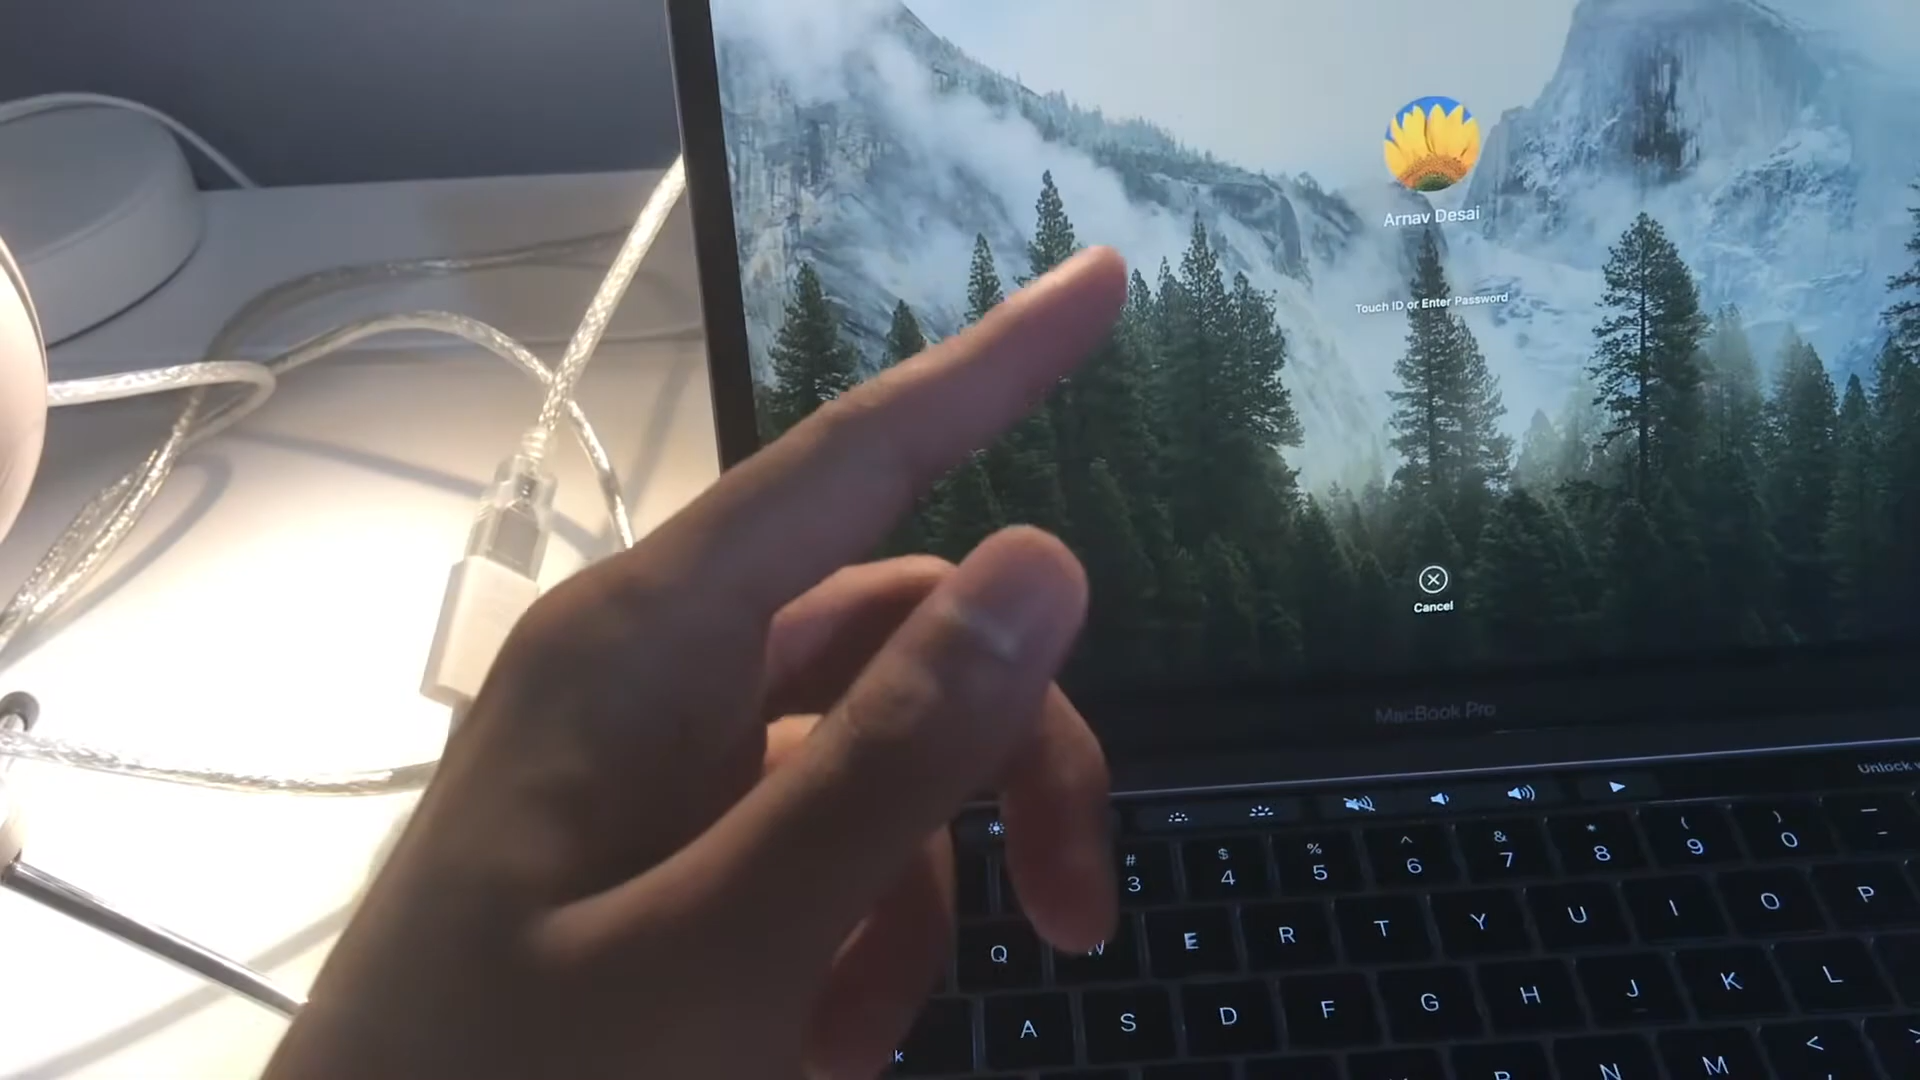 Arnav Desai
Touch ID or Enter Password
Cancel
MacBook Pro
Unlock
# $ % ^ & * ( ) _
3 4 5 6 7 8 9 0 -
Q W E R T Y U I O P
A S D F G H J K L
k
N M <